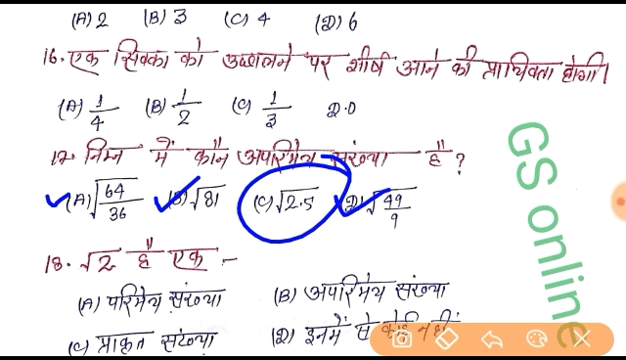 (A) 2 (B) 3 (C) 4 (D) 6
16. एक सिक्का को उछालने पर शीर्ष आने की प्रायिकता होगी।
(A) 1/4 (B) 1/2 (C) 1/3 D. 0
17. निम्न में कौन अपरिमेय संख्या है ?
(A) √64/36 (B) √81 (C) √2.5 (D) √49/9
18. √2 है एक :-
(A) परिमेय संख्या (B) अपरिमेय संख्या
(C) प्राकृत संख्या (D) इनमें से कोई नहीं
GS online